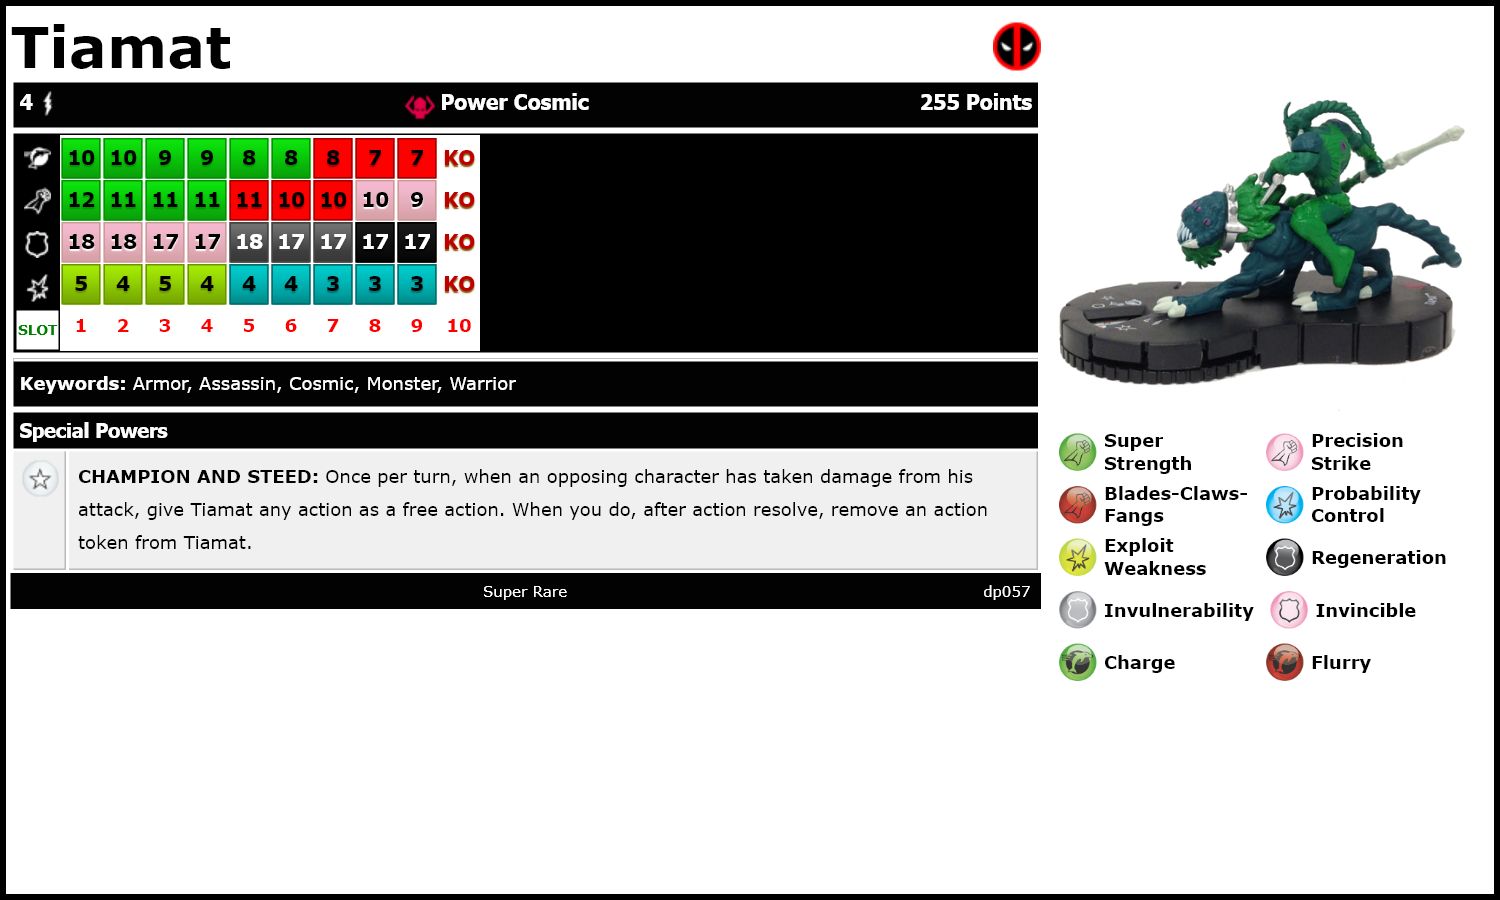 Tiamat
4 Power Cosmic 255 Points
10 10 9 9 8 8 8 7 7 KO
12 11 11 11 11 10 10 10 9 KO
18 18 17 17 18 17 17 17 17 KO
5 4 5 4 4 4 3 3 3 KO
SLOT 1 2 3 4 5 6 7 8 9 10
Keywords: Armor, Assassin, Cosmic, Monster, Warrior
Special Powers
CHAMPION AND STEED: Once per turn, when an opposing character has taken damage from his
attack, give Tiamat any action as a free action. When you do, after action resolve, remove an action
token from Tiamat.
Super Rare dp057
Super
Strength
Precision
Strike
Blades-Claws-
Fangs
Probability
Control
Exploit
Weakness
Regeneration
Invulnerability
Invincible
Charge
Flurry